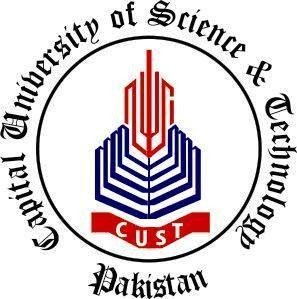 Capital University of Science & Technology
CUST
Pakistan